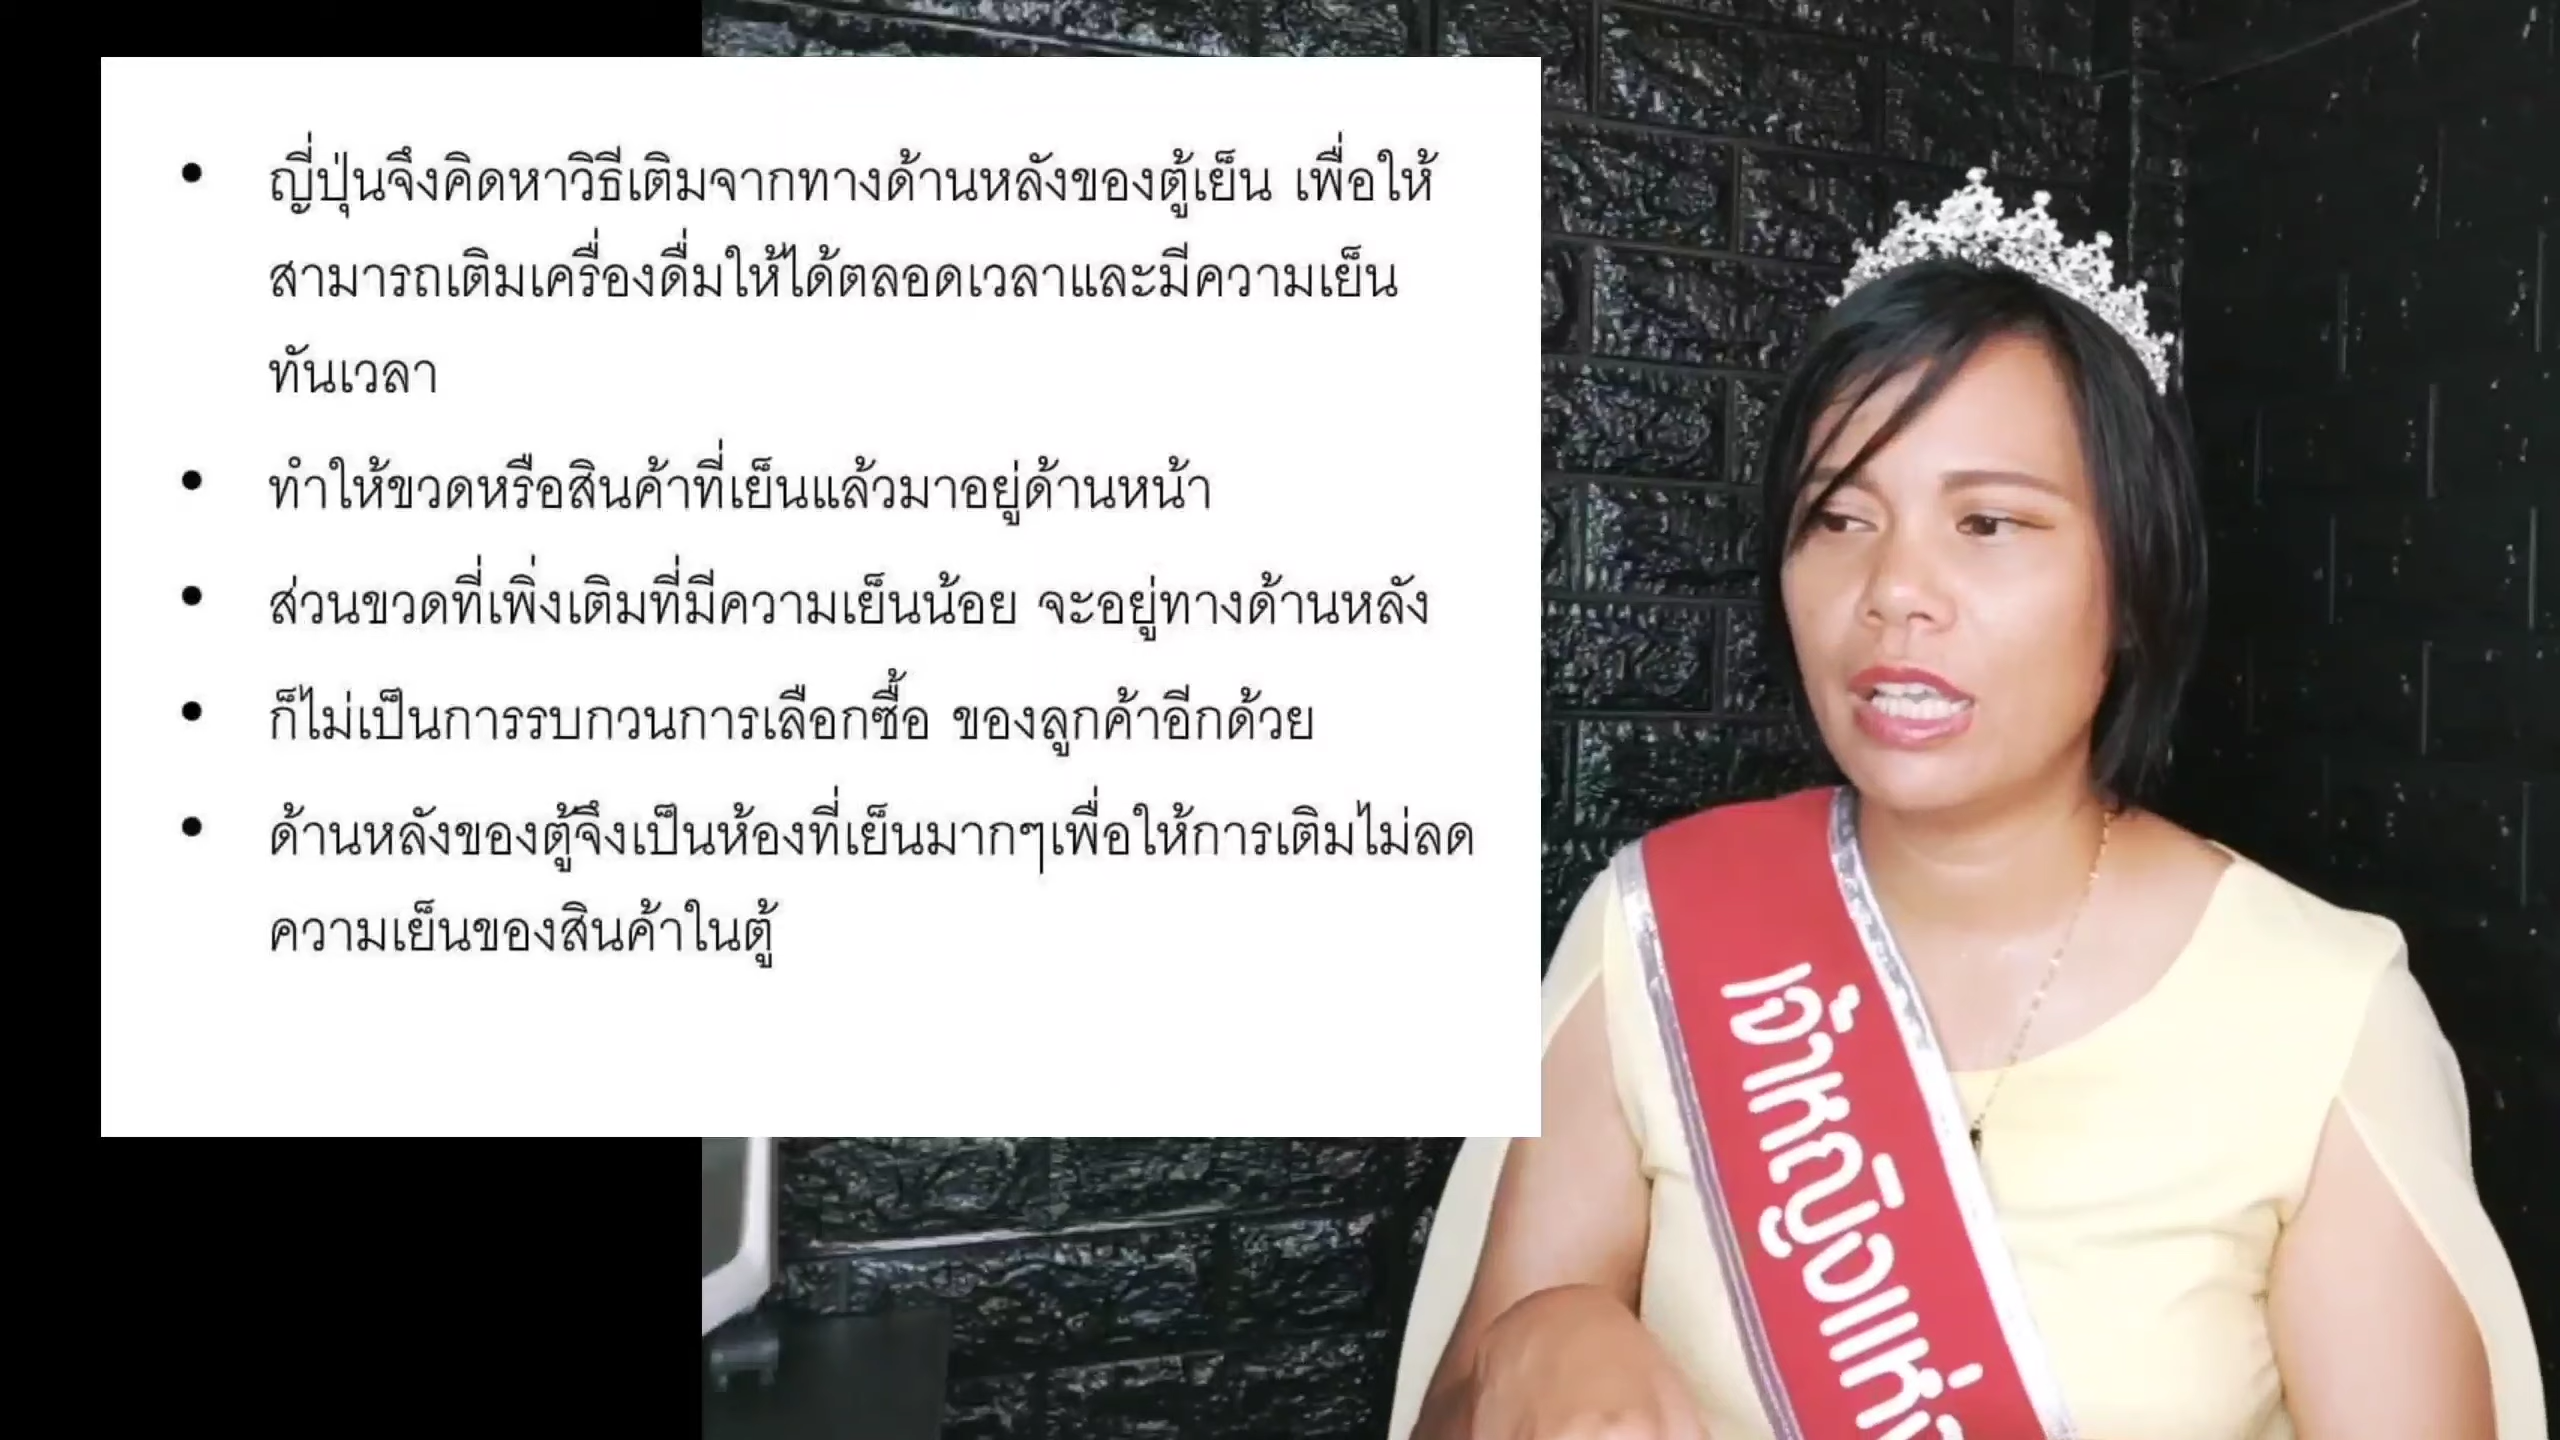 • ญี่ปุ่นจึงคิดหาวิธีเติมจากทางด้านหลังของตู้เย็น เพื่อให้
สามารถเติมเครื่องดื่มให้ได้ตลอดเวลาและมีความเย็น
ทันเวลา
• ทำให้ขวดหรือสินค้าที่เย็นแล้วมาอยู่ด้านหน้า
• ส่วนขวดที่เพิ่งเติมที่มีความเย็นน้อย จะอยู่ทางด้านหลัง
• ก็ไม่เป็นการรบกวนการเลือกซื้อ ของลูกค้าอีกด้วย
• ด้านหลังของตู้จึงเป็นห้องที่เย็นมากๆเพื่อให้การเติมไม่ลด
ความเย็นของสินค้าในตู้
เจ้าหญิงแห่